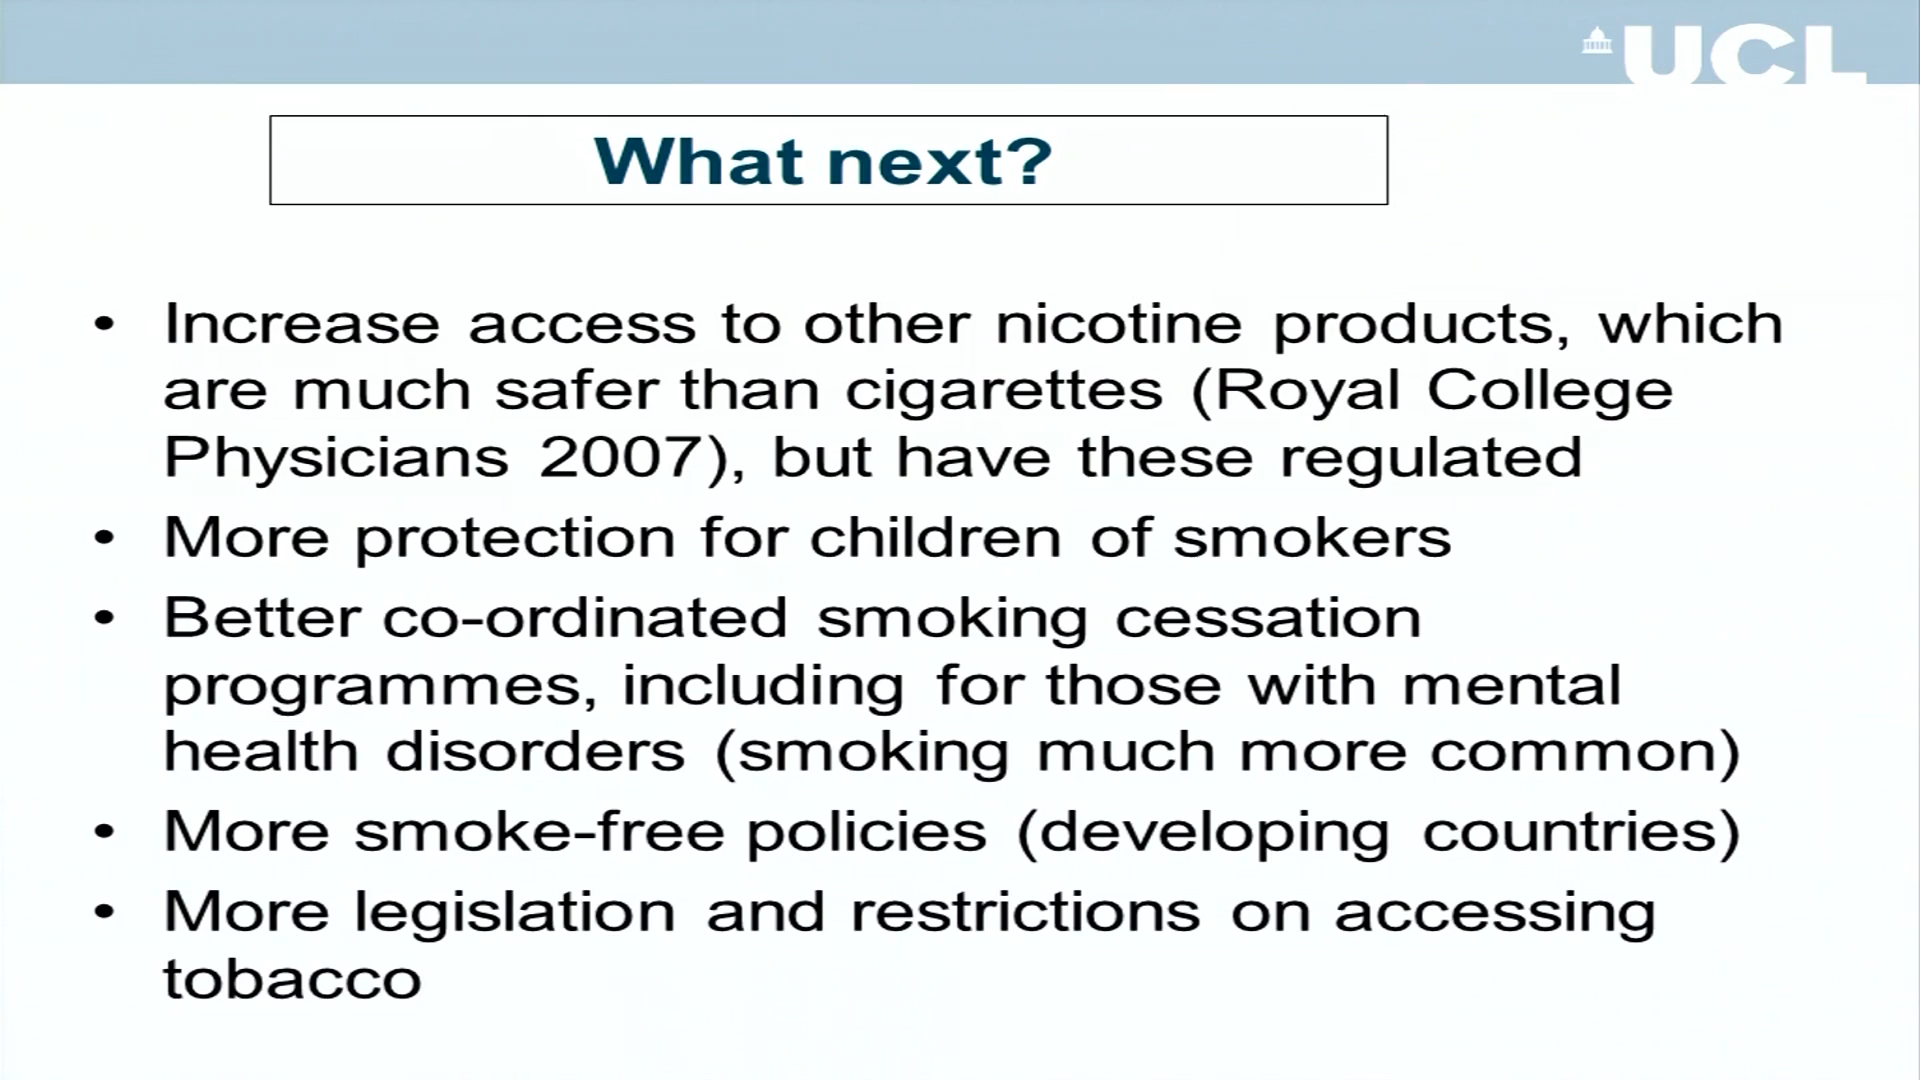 UCL
What next?
• Increase access to other nicotine products, which
are much safer than cigarettes (Royal College
Physicians 2007), but have these regulated
• More protection for children of smokers
• Better co-ordinated smoking cessation
programmes, including for those with mental
health disorders (smoking much more common)
• More smoke-free policies (developing countries)
• More legislation and restrictions on accessing
tobacco